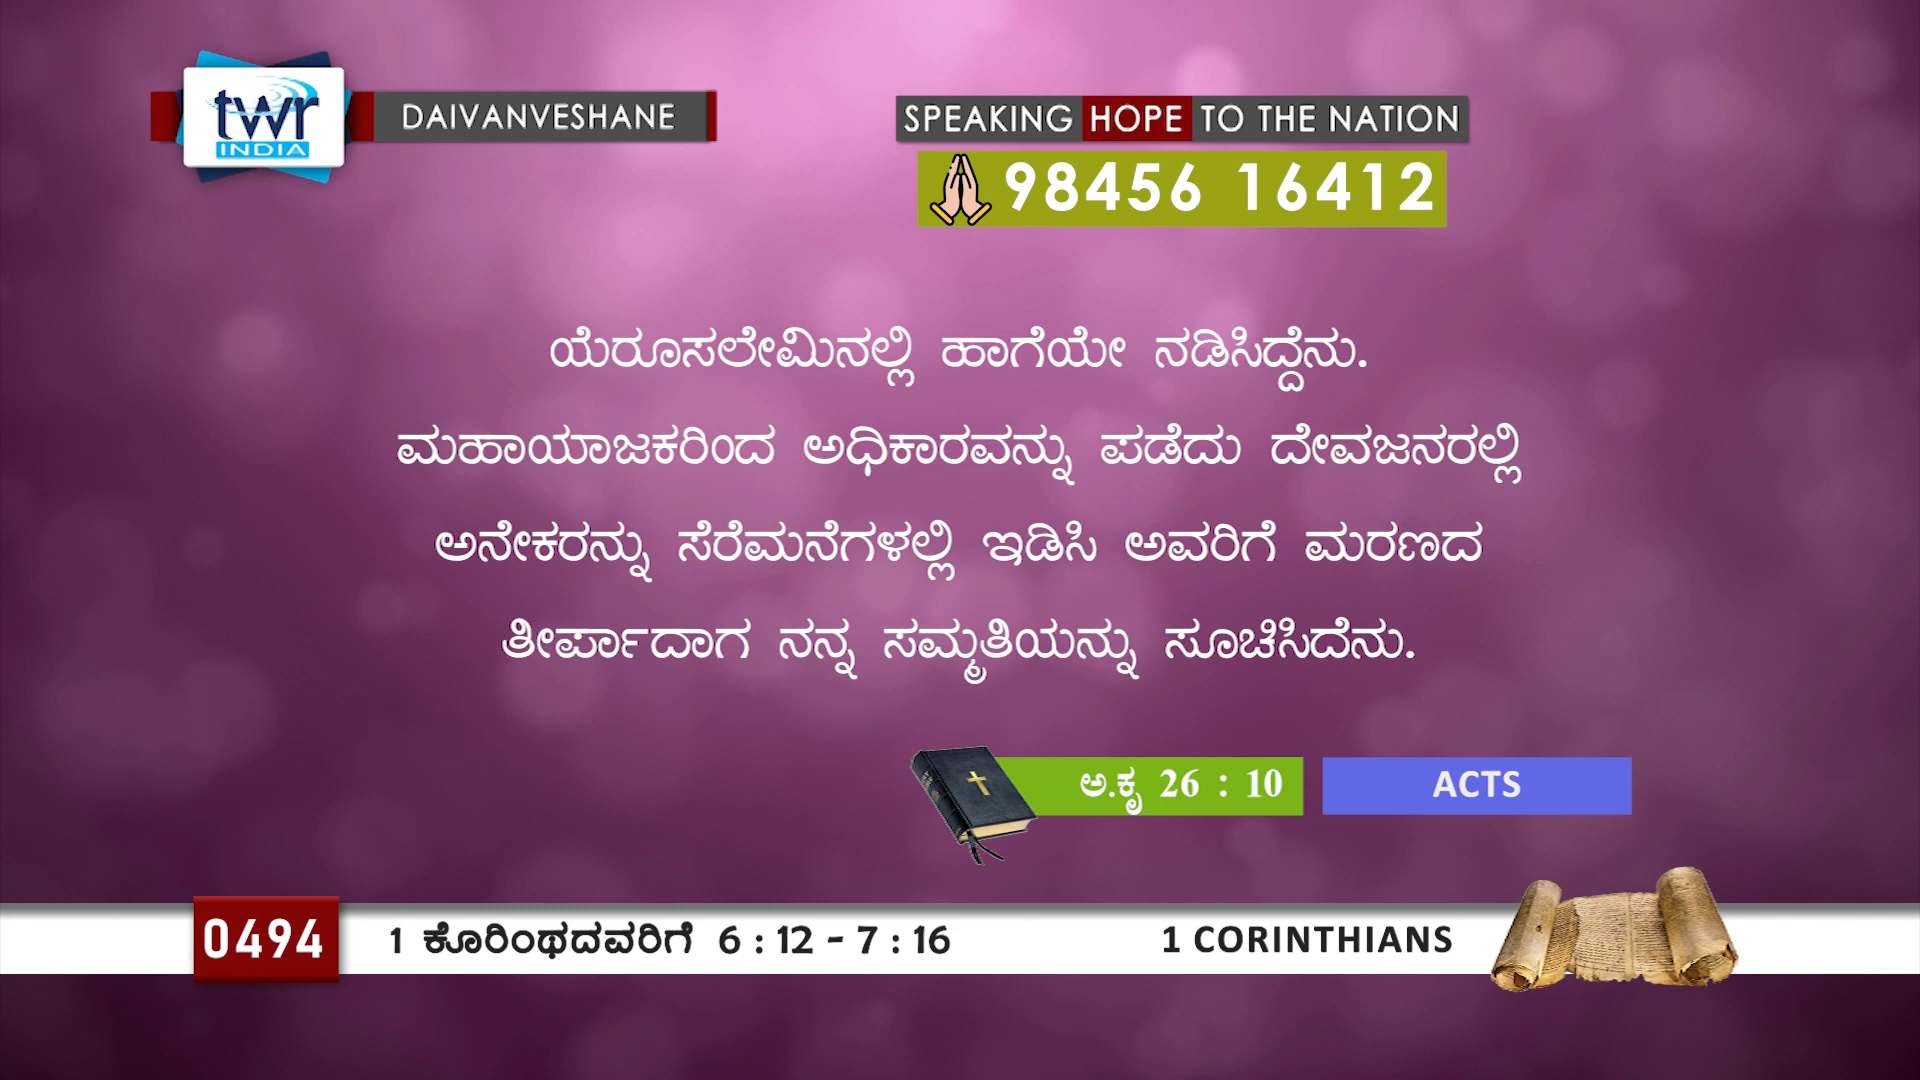 twr
INDIA
DAIVANVESHANE
SPEAKING HOPE TO THE NATION
98456 16412
ಯೆರೂಸಲೇಮಿನಲ್ಲಿ ಹಾಗೆಯೇ ನಡಿಸಿದ್ದೆನು.
ಮಹಾಯಾಜಕರಿಂದ ಅಧಿಕಾರವನ್ನು ಪಡೆದು ದೇವಜನರಲ್ಲಿ
ಅನೇಕರನ್ನು ಸೆರೆಮನೆಗಳಲ್ಲಿ ಇಡಿಸಿ ಅವರಿಗೆ ಮರಣದ
ತೀರ್ಪಾದಾಗ ನನ್ನ ಸಮ್ಮತಿಯನ್ನು ಸೂಚಿಸಿದೆನು.
ಅ.ಕೃ 26 : 10
ACTS
0494
1 ಕೊರಿಂಥದವರಿಗೆ 6 : 12 - 7 : 16
1 CORINTHIANS